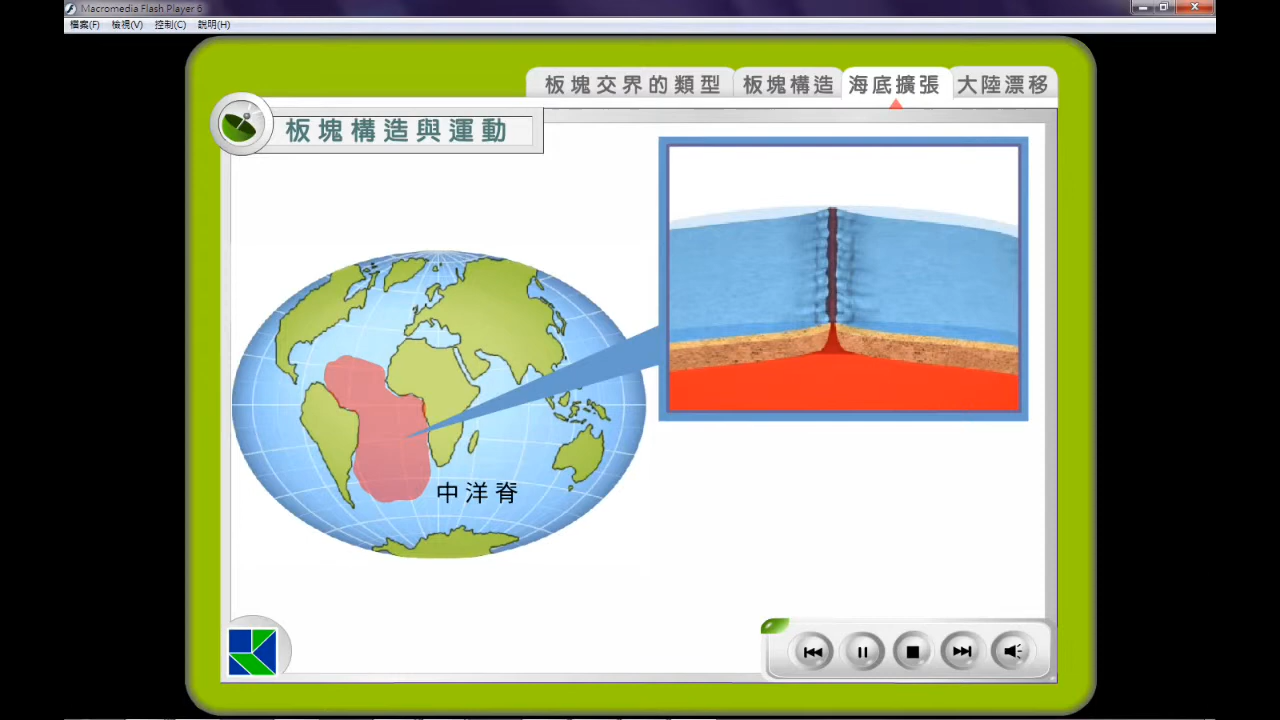 Macromedia Flash Player 6
檔案(F) 檢視(V) 控制(C) 說明(H)
板塊交界的類型 板塊構造 海底擴張 大陸漂移
板塊構造與運動
中洋脊